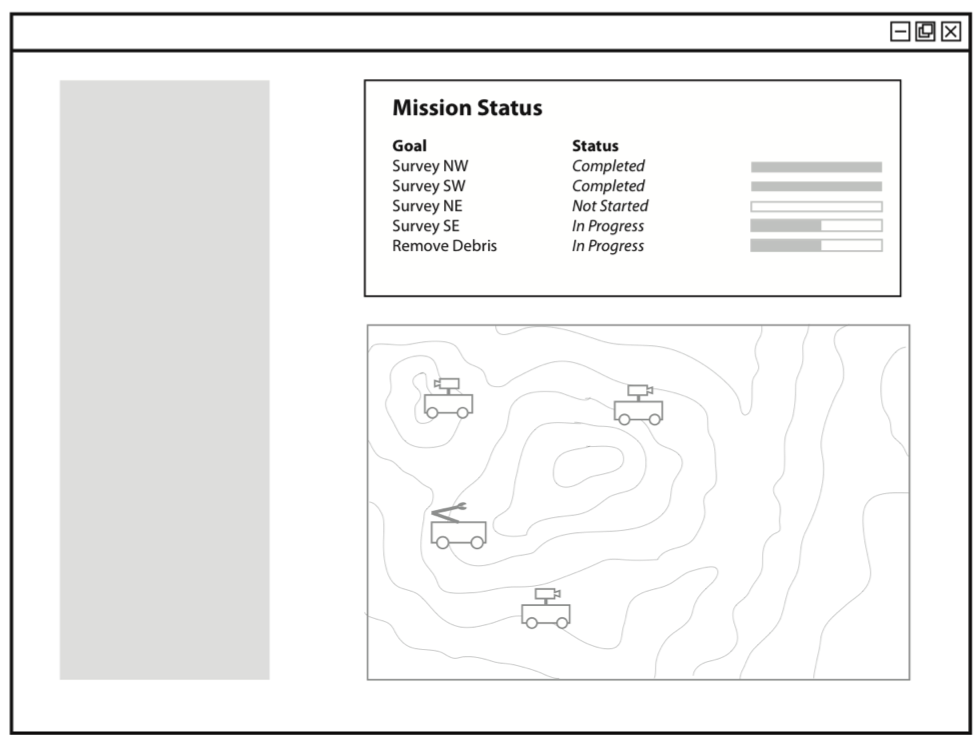 Mission Status
Goal Status
Survey NW Completed
Survey SW Completed
Survey NE Not Started
Survey SE In Progress
Remove Debris In Progress